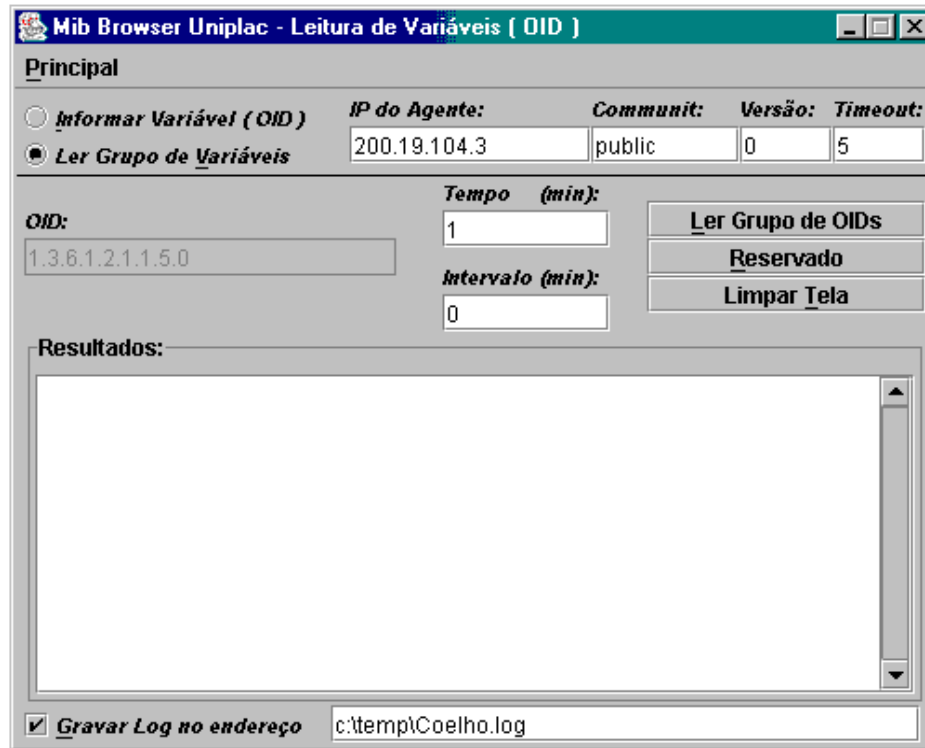 Mib Browser Uniplac - Leitura de Variáveis ( OID )
Principal
Informar Variável ( OID )
Ler Grupo de Variáveis
IP do Agente: Communit: Versão: Timeout:
200.19.104.3 public 0 5
OID:
1.3.6.1.2.1.1.5.0
Tempo (min):
1
Intervalo (min):
0
Ler Grupo de OIDs
Reservado
Limpar Tela
Resultados:
Gravar Log no endereço c:\temp\Coelho.log